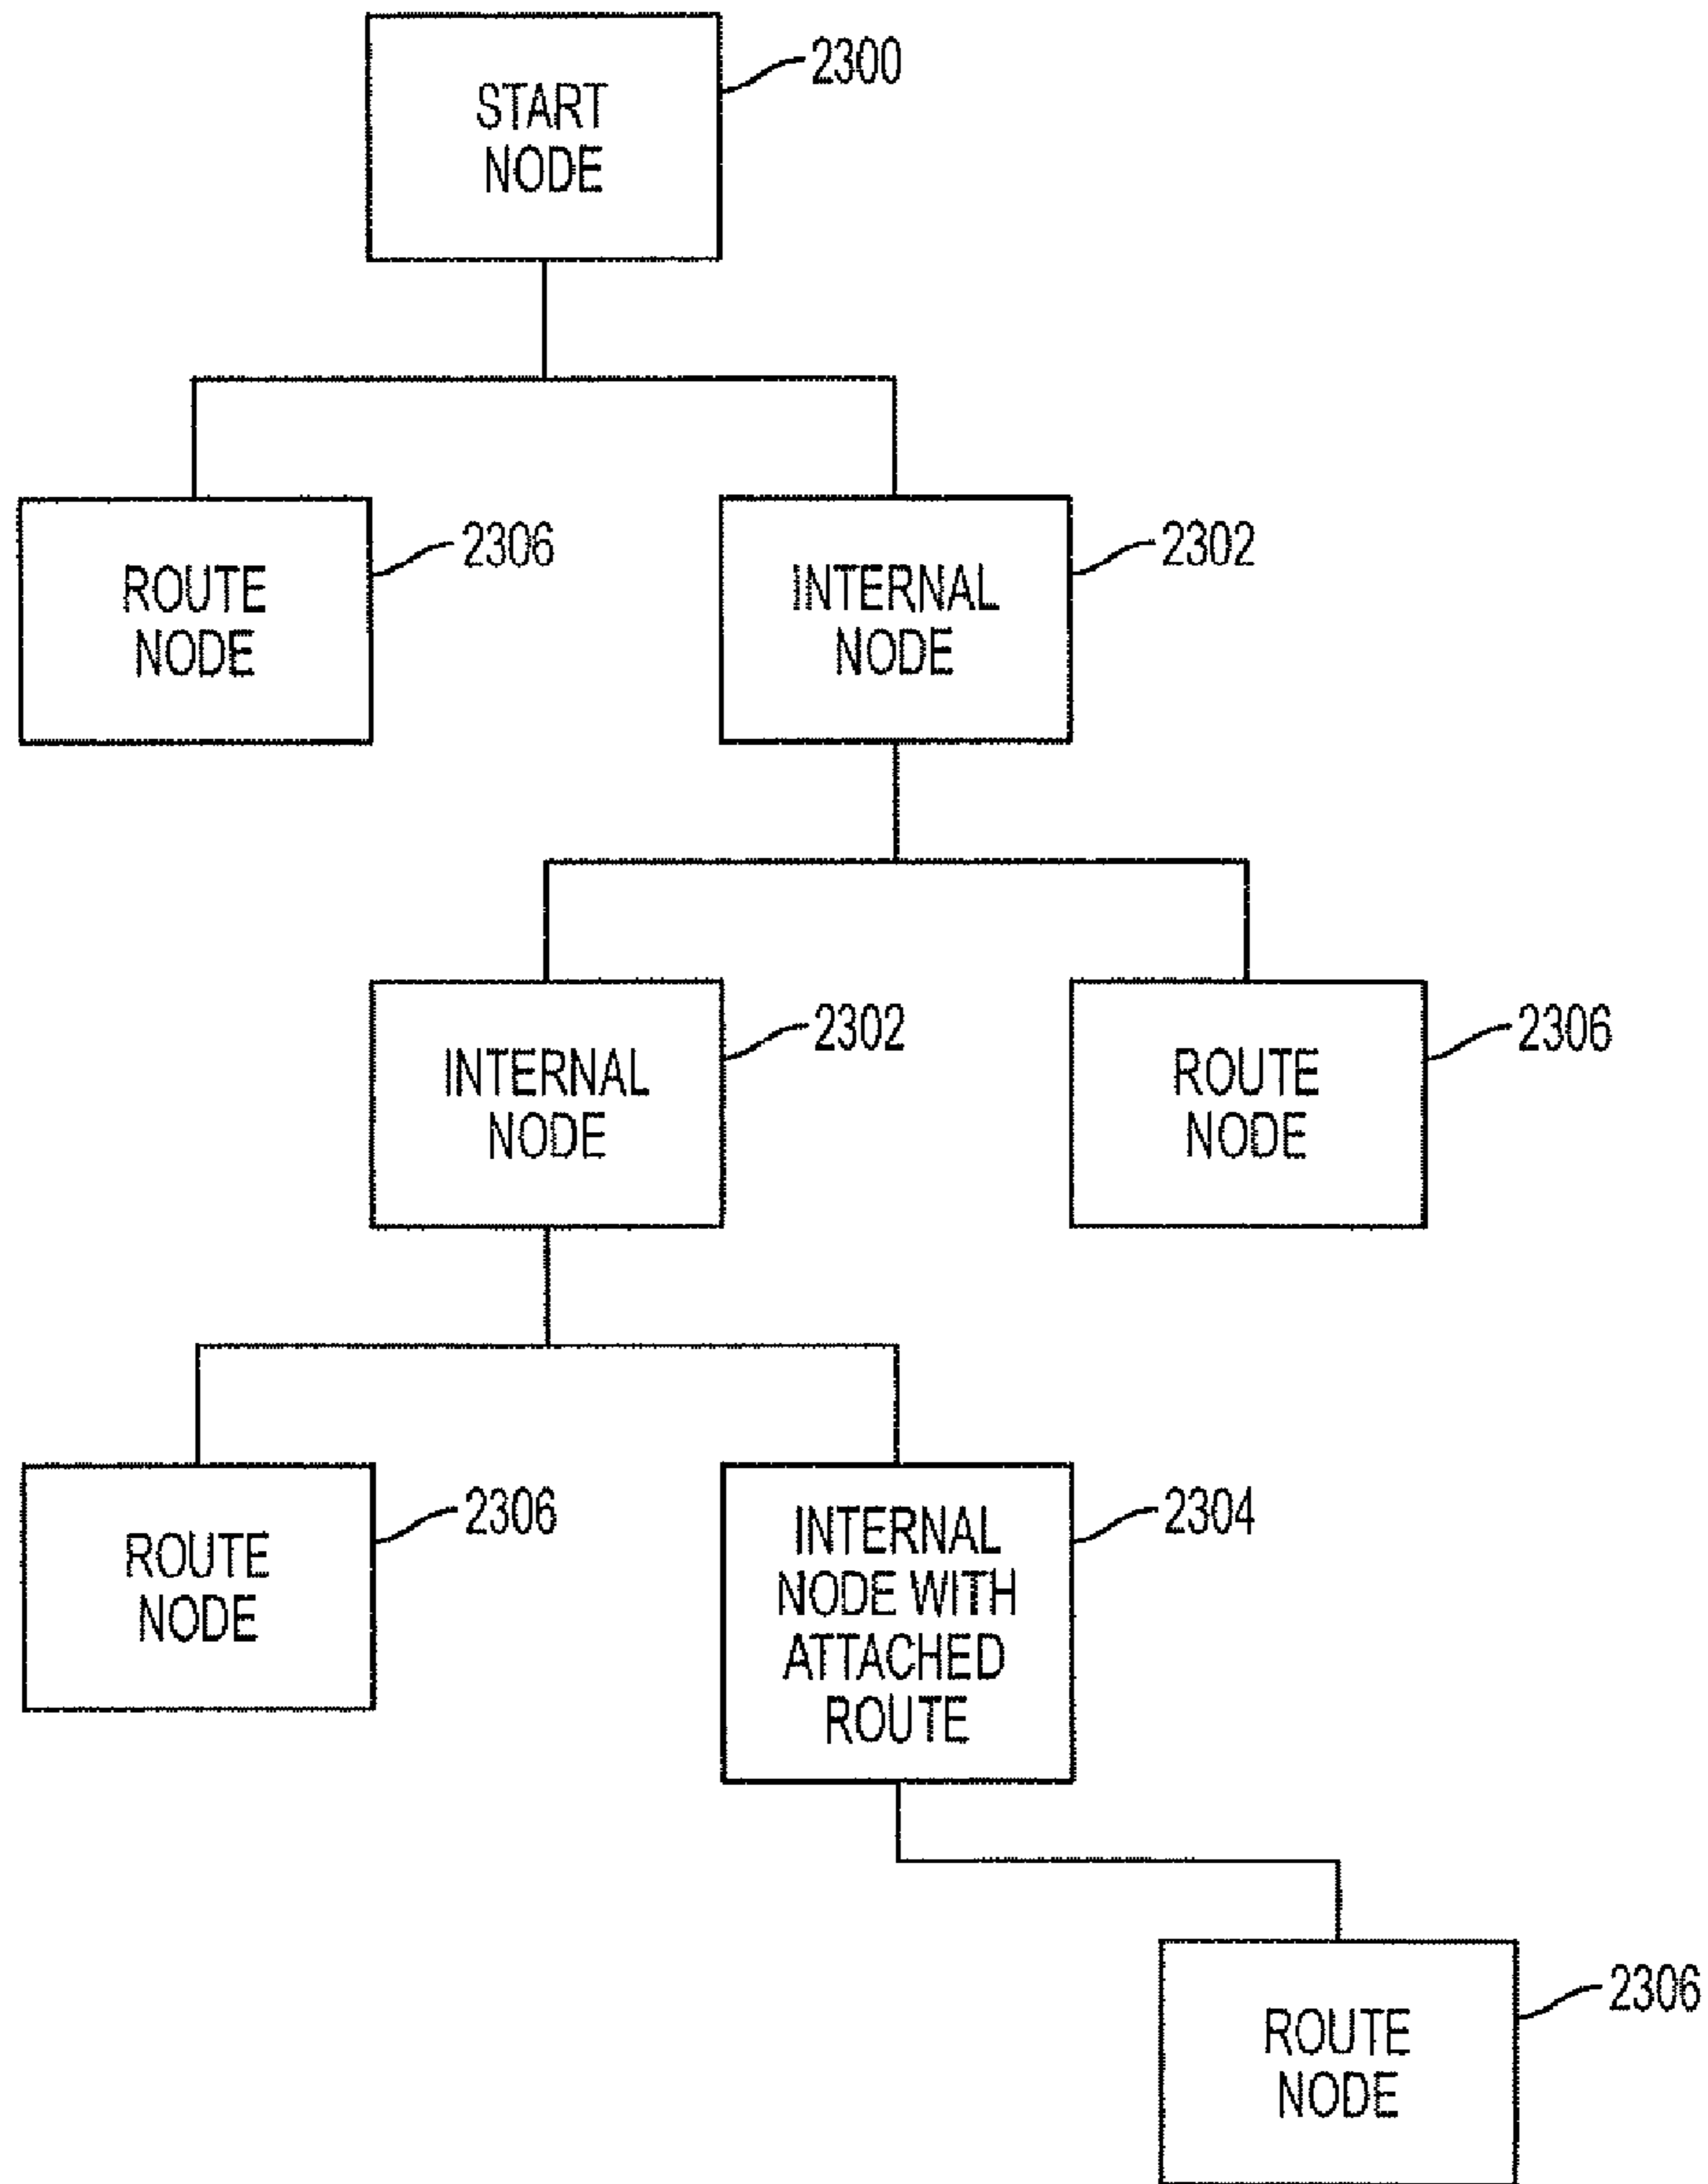 START
NODE
2300
ROUTE
NODE
2306
INTERNAL
NODE
2302
INTERNAL
NODE
2302
ROUTE
NODE
2306
ROUTE
NODE
2306
INTERNAL
NODE WITH
ATTACHED
ROUTE
2304
ROUTE
NODE
2306